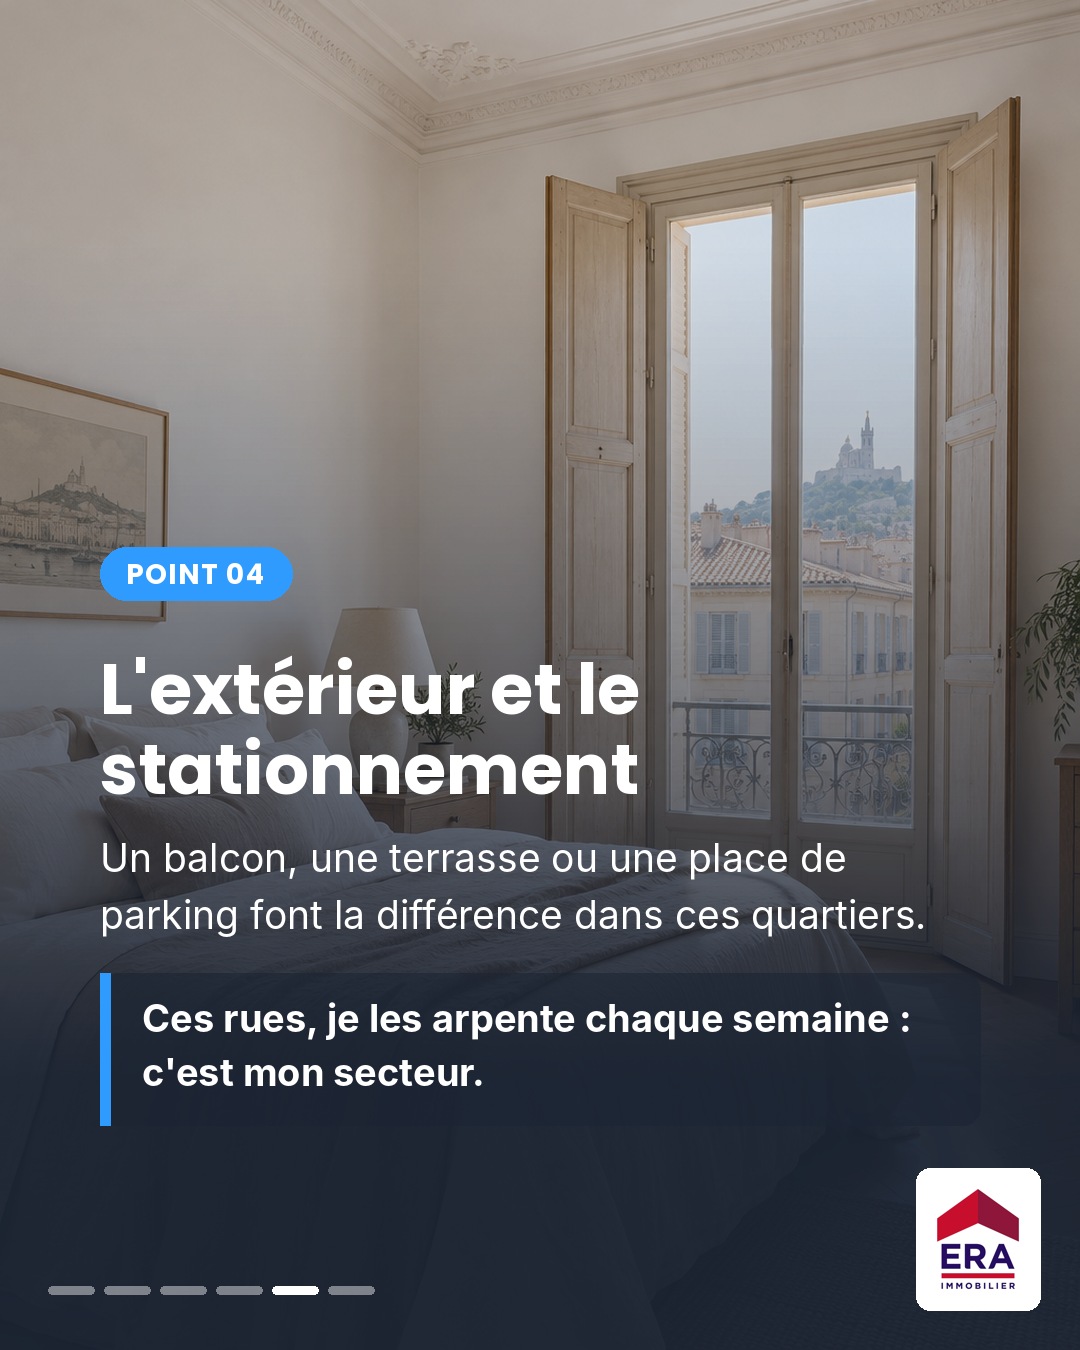 POINT 04
L'extérieur et le
stationnement
Un balcon, une terrasse ou une place de
parking font la différence dans ces quartiers.
Ces rues, je les arpente chaque semaine :
c'est mon secteur.
ERA
IMMOBILIER